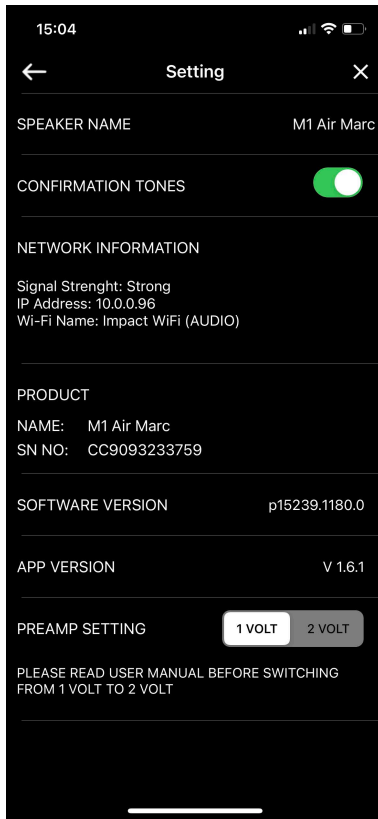 15:04
Setting
SPEAKER NAME M1 Air Marc
CONFIRMATION TONES
NETWORK INFORMATION
Signal Strenght: Strong
IP Address: 10.0.0.96
Wi-Fi Name: Impact WiFi (AUDIO)
PRODUCT
NAME: M1 Air Marc
SN NO: CC9093233759
SOFTWARE VERSION p15239.1180.0
APP VERSION V 1.6.1
PREAMP SETTING 1 VOLT 2 VOLT
PLEASE READ USER MANUAL BEFORE SWITCHING
FROM 1 VOLT TO 2 VOLT